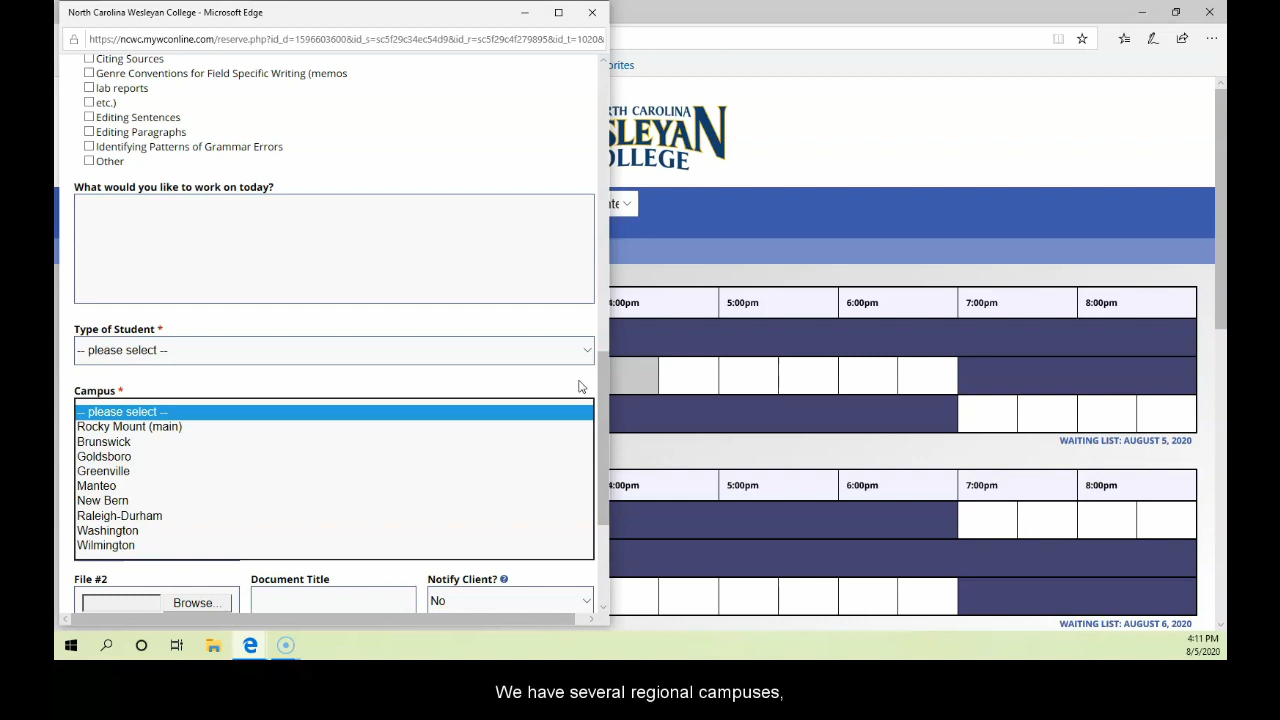 North Carolina Wesleyan College - Microsoft Edge
https://ncwc.mywconline.com/reserve.php?id_d=1596603600&id_s=sc5f29c34ec54d9&id_r=sc5f29c4f279895&id_t=1020&
Citing Sources
Genre Conventions for Field Specific Writing (memos
lab reports
etc.)
Editing Sentences
Editing Paragraphs
Identifying Patterns of Grammar Errors
Other
What would you like to work on today?
Type of Student *
-- please select --
Campus *
-- please select --
Rocky Mount (main)
Brunswick
Goldsboro
Greenville
Manteo
New Bern
Raleigh-Durham
Washington
Wilmington
File #2 Document Title Notify Client?
Browse... No
orites
RTH CAROLINA
SLEYAN
OLLEGE
4:00pm 5:00pm 6:00pm 7:00pm 8:00pm
WAITING LIST: AUGUST 5, 2020
4:00pm 5:00pm 6:00pm 7:00pm 8:00pm
WAITING LIST: AUGUST 6, 2020
4:11 PM
8/5/2020
We have several regional campuses,